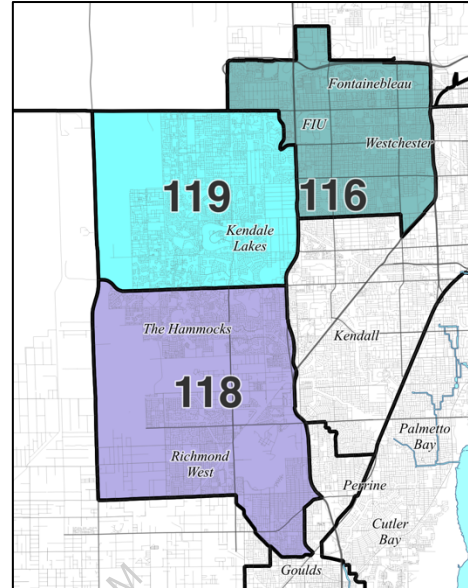 Fontainebleau
FIU
Westchester
119
116
Kendale
Lakes
The Hammocks
Kendall
118
Palmetto
Bay
Richmond
West
Perrine
Cutler
Bay
Goulds